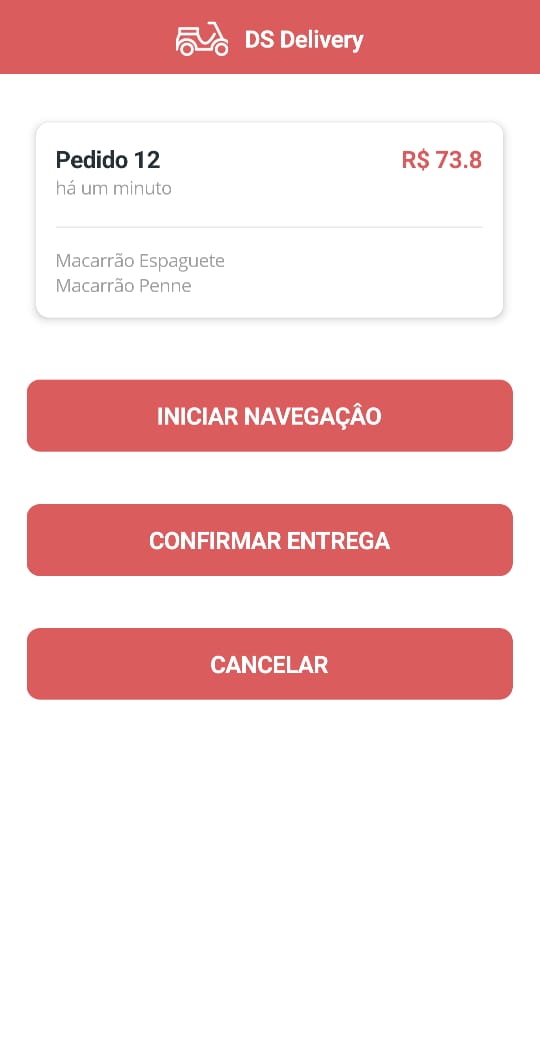 DS Delivery
Pedido 12
R$ 73.8
há um minuto
Macarrão Espaguete
Macarrão Penne
INICIAR NAVEGAÇÂO
CONFIRMAR ENTREGA
CANCELAR